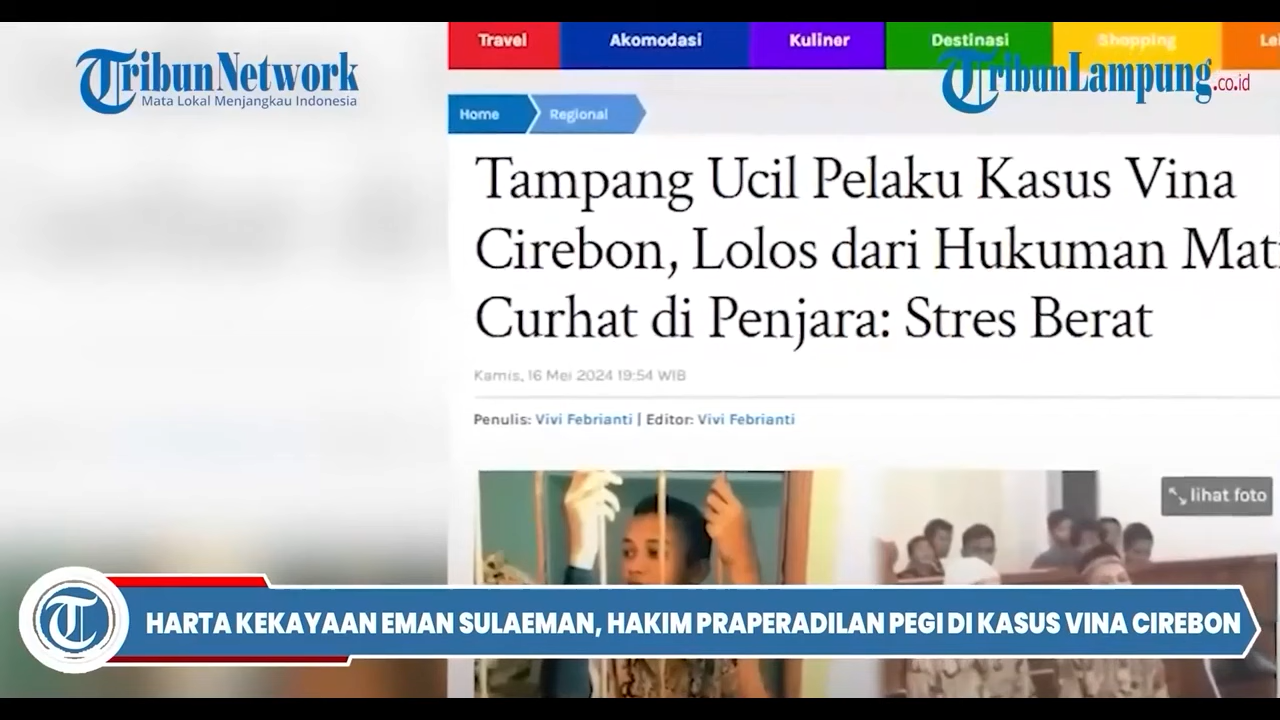 Travel Akomodasi Kuliner Destinasi Shopping Lei
TribunNetwork
Mata Lokal Menjangkau Indonesia
TribunLampung.co.id
Home Regional
Tampang Ucil Pelaku Kasus Vina
Cirebon, Lolos dari Hukuman Mati
Curhat di Penjara: Stres Berat
Kamis, 16 Mei 2024 19:54 WIB
Penulis: Vivi Febrianti | Editor: Vivi Febrianti
lihat foto
T HARTA KEKAYAAN EMAN SULAEMAN, HAKIM PRAPERADILAN PEGI DI KASUS VINA CIREBON